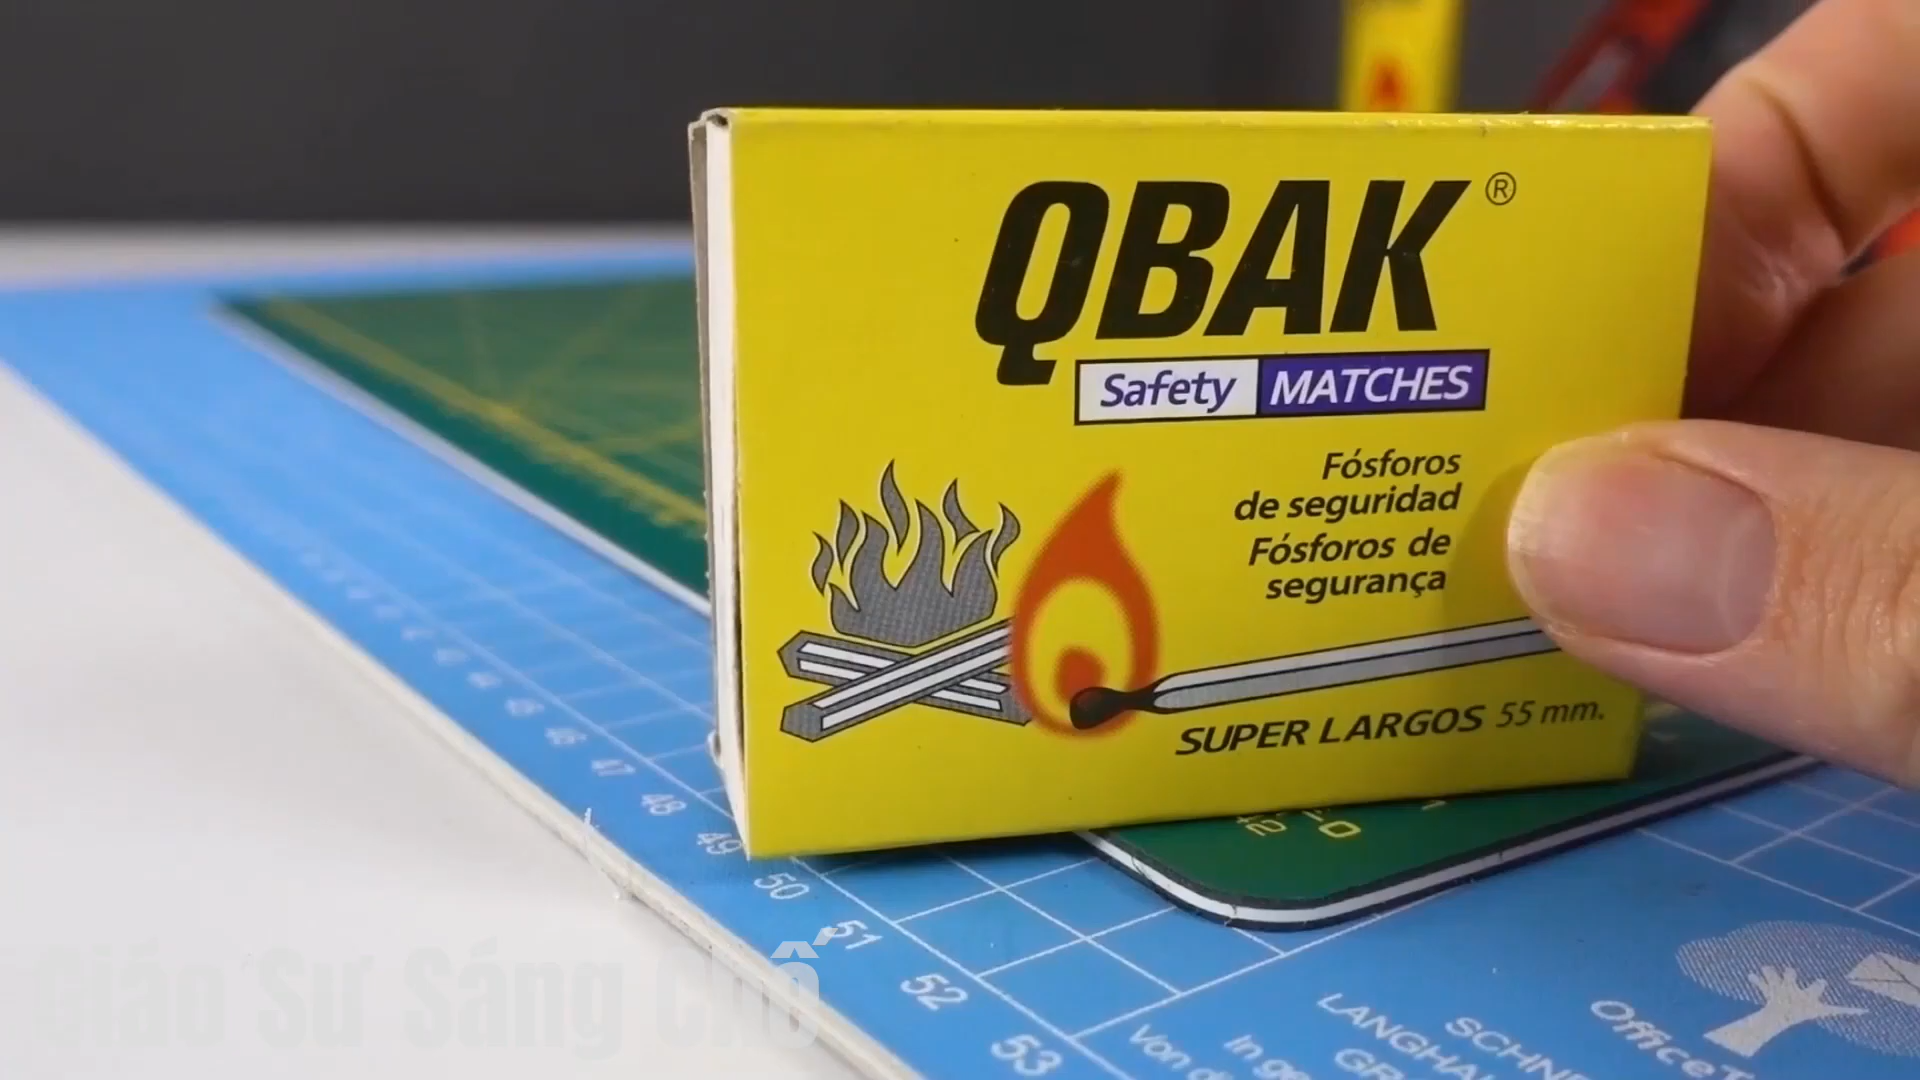 QBAK®
Safety MATCHES
Fósforos
de seguridad
Fósforos de
segurança
SUPER LARGOS 55 mm.
47
48
49
50
51
52
53
Giáo Sư Sáng Chế